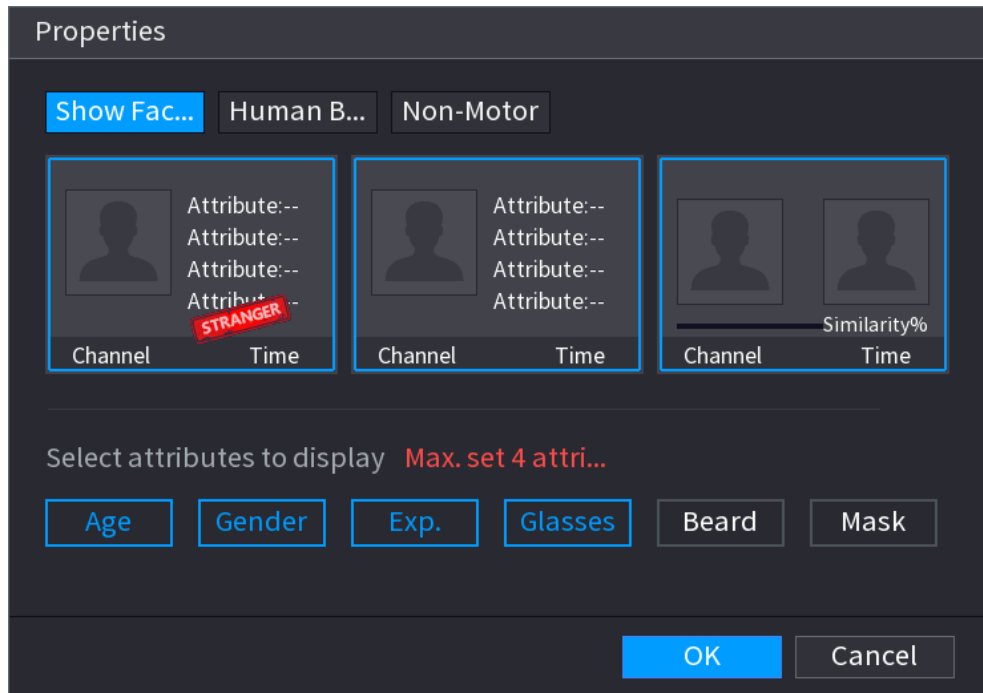 Properties
Show Fac... Human B... Non-Motor
Attribute:-- Attribute:--
Attribute:-- Attribute:--
Attribute:-- Attribute:--
Attribut --  Attribute:--
STRANGER
Similarity%
Channel Time Channel Time Channel Time
Select attributes to display Max. set 4 attri...
Age Gender Exp. Glasses Beard Mask
OK Cancel